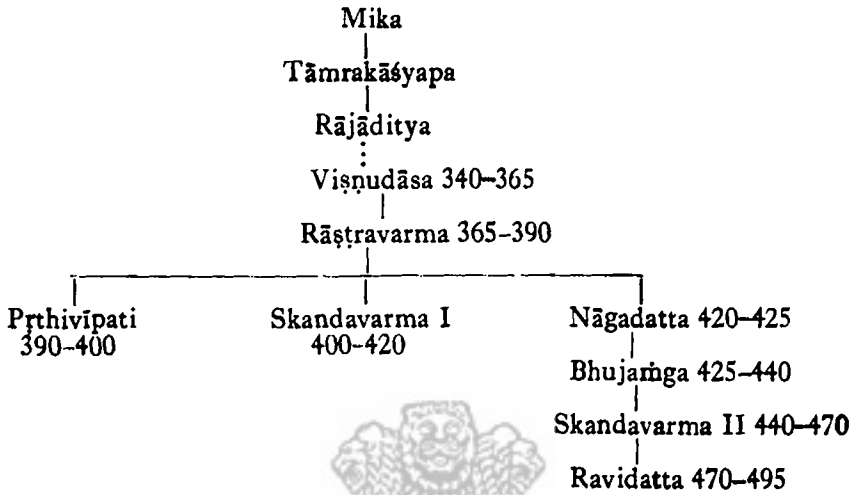 Mika
Tāmrakāśyapa
Rājāditya
Viṣṇudāsa 340–365
Rāṣṭravarma 365–390
Pṛthivīpati Skandavarma I Nāgadatta 420–425
390–400 400–420
Bhujaṁga 425–440
Skandavarma II 440–470
Ravidatta 470–495